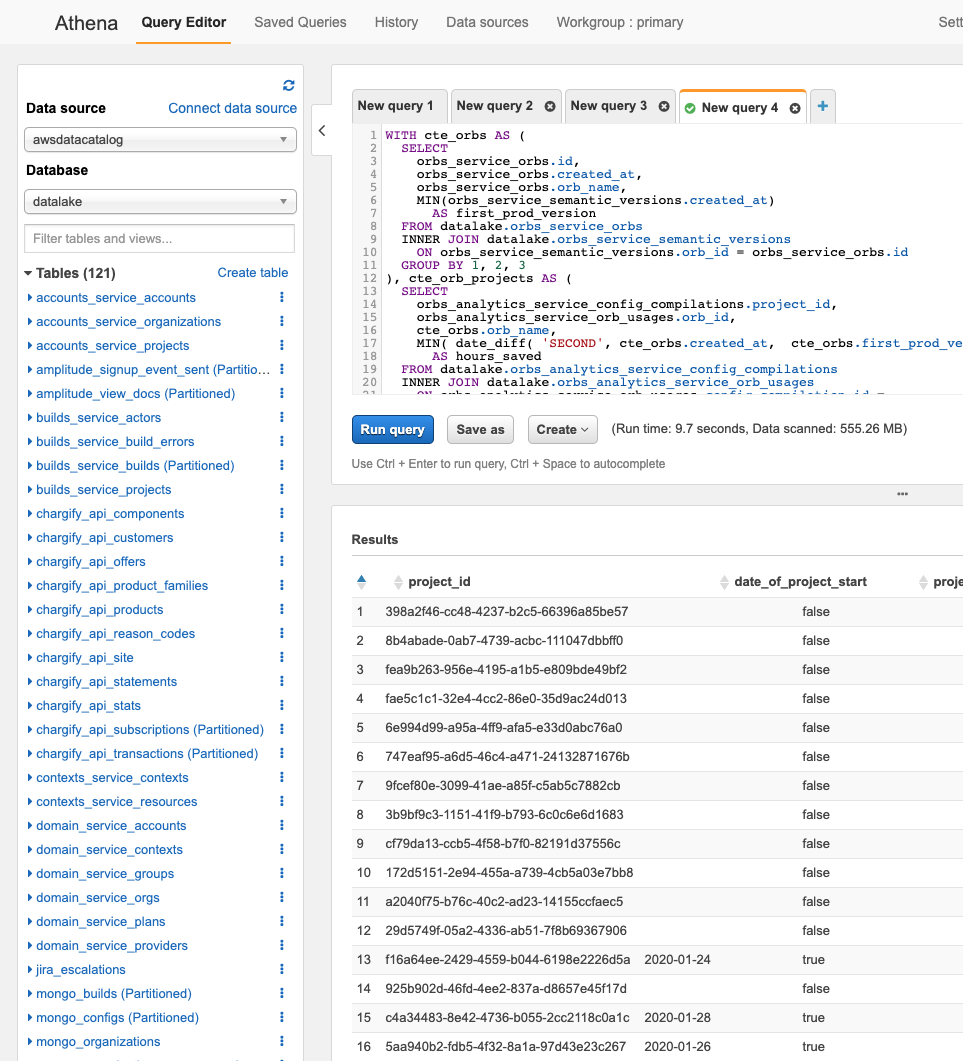 Athena Query Editor Saved Queries History Data sources Workgroup : primary Sett
Data source Connect data source
awsdatacatalog
Database
datalake
Filter tables and views...
Tables (121) Create table
accounts_service_accounts
accounts_service_organizations
accounts_service_projects
amplitude_signup_event_sent (Partitio...
amplitude_view_docs (Partitioned)
builds_service_actors
builds_service_build_errors
builds_service_builds (Partitioned)
builds_service_projects
chargify_api_components
chargify_api_customers
chargify_api_offers
chargify_api_product_families
chargify_api_products
chargify_api_reason_codes
chargify_api_site
chargify_api_statements
chargify_api_stats
chargify_api_subscriptions (Partitioned)
chargify_api_transactions (Partitioned)
contexts_service_contexts
contexts_service_resources
domain_service_accounts
domain_service_contexts
domain_service_groups
domain_service_orgs
domain_service_plans
domain_service_providers
jira_escalations
mongo_builds (Partitioned)
mongo_configs (Partitioned)
mongo_organizations
New query 1 New query 2 New query 3 New query 4 +
1 WITH cte_orbs AS (
2 SELECT
3 orbs_service_orbs.id,
4 orbs_service_orbs.created_at,
5 orbs_service_orbs.orb_name,
6 MIN(orbs_service_semantic_versions.created_at)
7 AS first_prod_version
8 FROM datalake.orbs_service_orbs
9 INNER JOIN datalake.orbs_service_semantic_versions
10 ON orbs_service_semantic_versions.orb_id = orbs_service_orbs.id
11 GROUP BY 1, 2, 3
12 ), cte_orb_projects AS (
13 SELECT
14 orbs_analytics_service_config_compilations.project_id,
15 orbs_analytics_service_orb_usages.orb_id,
16 cte_orbs.orb_name,
17 MIN( date_diff( 'SECOND', cte_orbs.created_at, cte_orbs.first_prod_ve
18 AS hours_saved
19 FROM datalake.orbs_analytics_service_config_compilations
20 INNER JOIN datalake.orbs_analytics_service_orb_usages
Run query Save as Create (Run time: 9.7 seconds, Data scanned: 555.26 MB)
Use Ctrl + Enter to run query, Ctrl + Space to autocomplete
Results
project_id date_of_project_start proje
1 398a2f46-cc48-4237-b2c5-66396a85be57 false
2 8b4abade-0ab7-4739-acbc-111047dbbff0 false
3 fea9b263-956e-4195-a1b5-e809bde49bf2 false
4 fae5c1c1-32e4-4cc2-86e0-35d9ac24d013 false
5 6e994d99-a95a-4ff9-afa5-e33d0abc76a0 false
6 747eaf95-a6d5-46c4-a471-24132871676b false
7 9fcef80e-3099-41ae-a85f-c5ab5c7882cb false
8 3b9bf9c3-1151-41f9-b793-6c0c6e6d1683 false
9 cf79da13-ccb5-4f58-b7f0-82191d37556c false
10 172d5151-2e94-455a-a739-4cb5a03e7bb8 false
11 a2040f75-b76c-40c2-ad23-14155ccfaec5 false
12 29d5749f-05a2-4336-ab51-7f8b69367906 false
13 f16a64ee-2429-4559-b044-6198e2226d5a 2020-01-24 true
14 925b902d-46fd-4ee2-837a-d8657e45f17d false
15 c4a34483-8e42-4736-b055-2cc2118c0a1c 2020-01-28 true
16 5aa940b2-fdb5-4f32-8a1a-97d43e23c267 2020-01-26 true